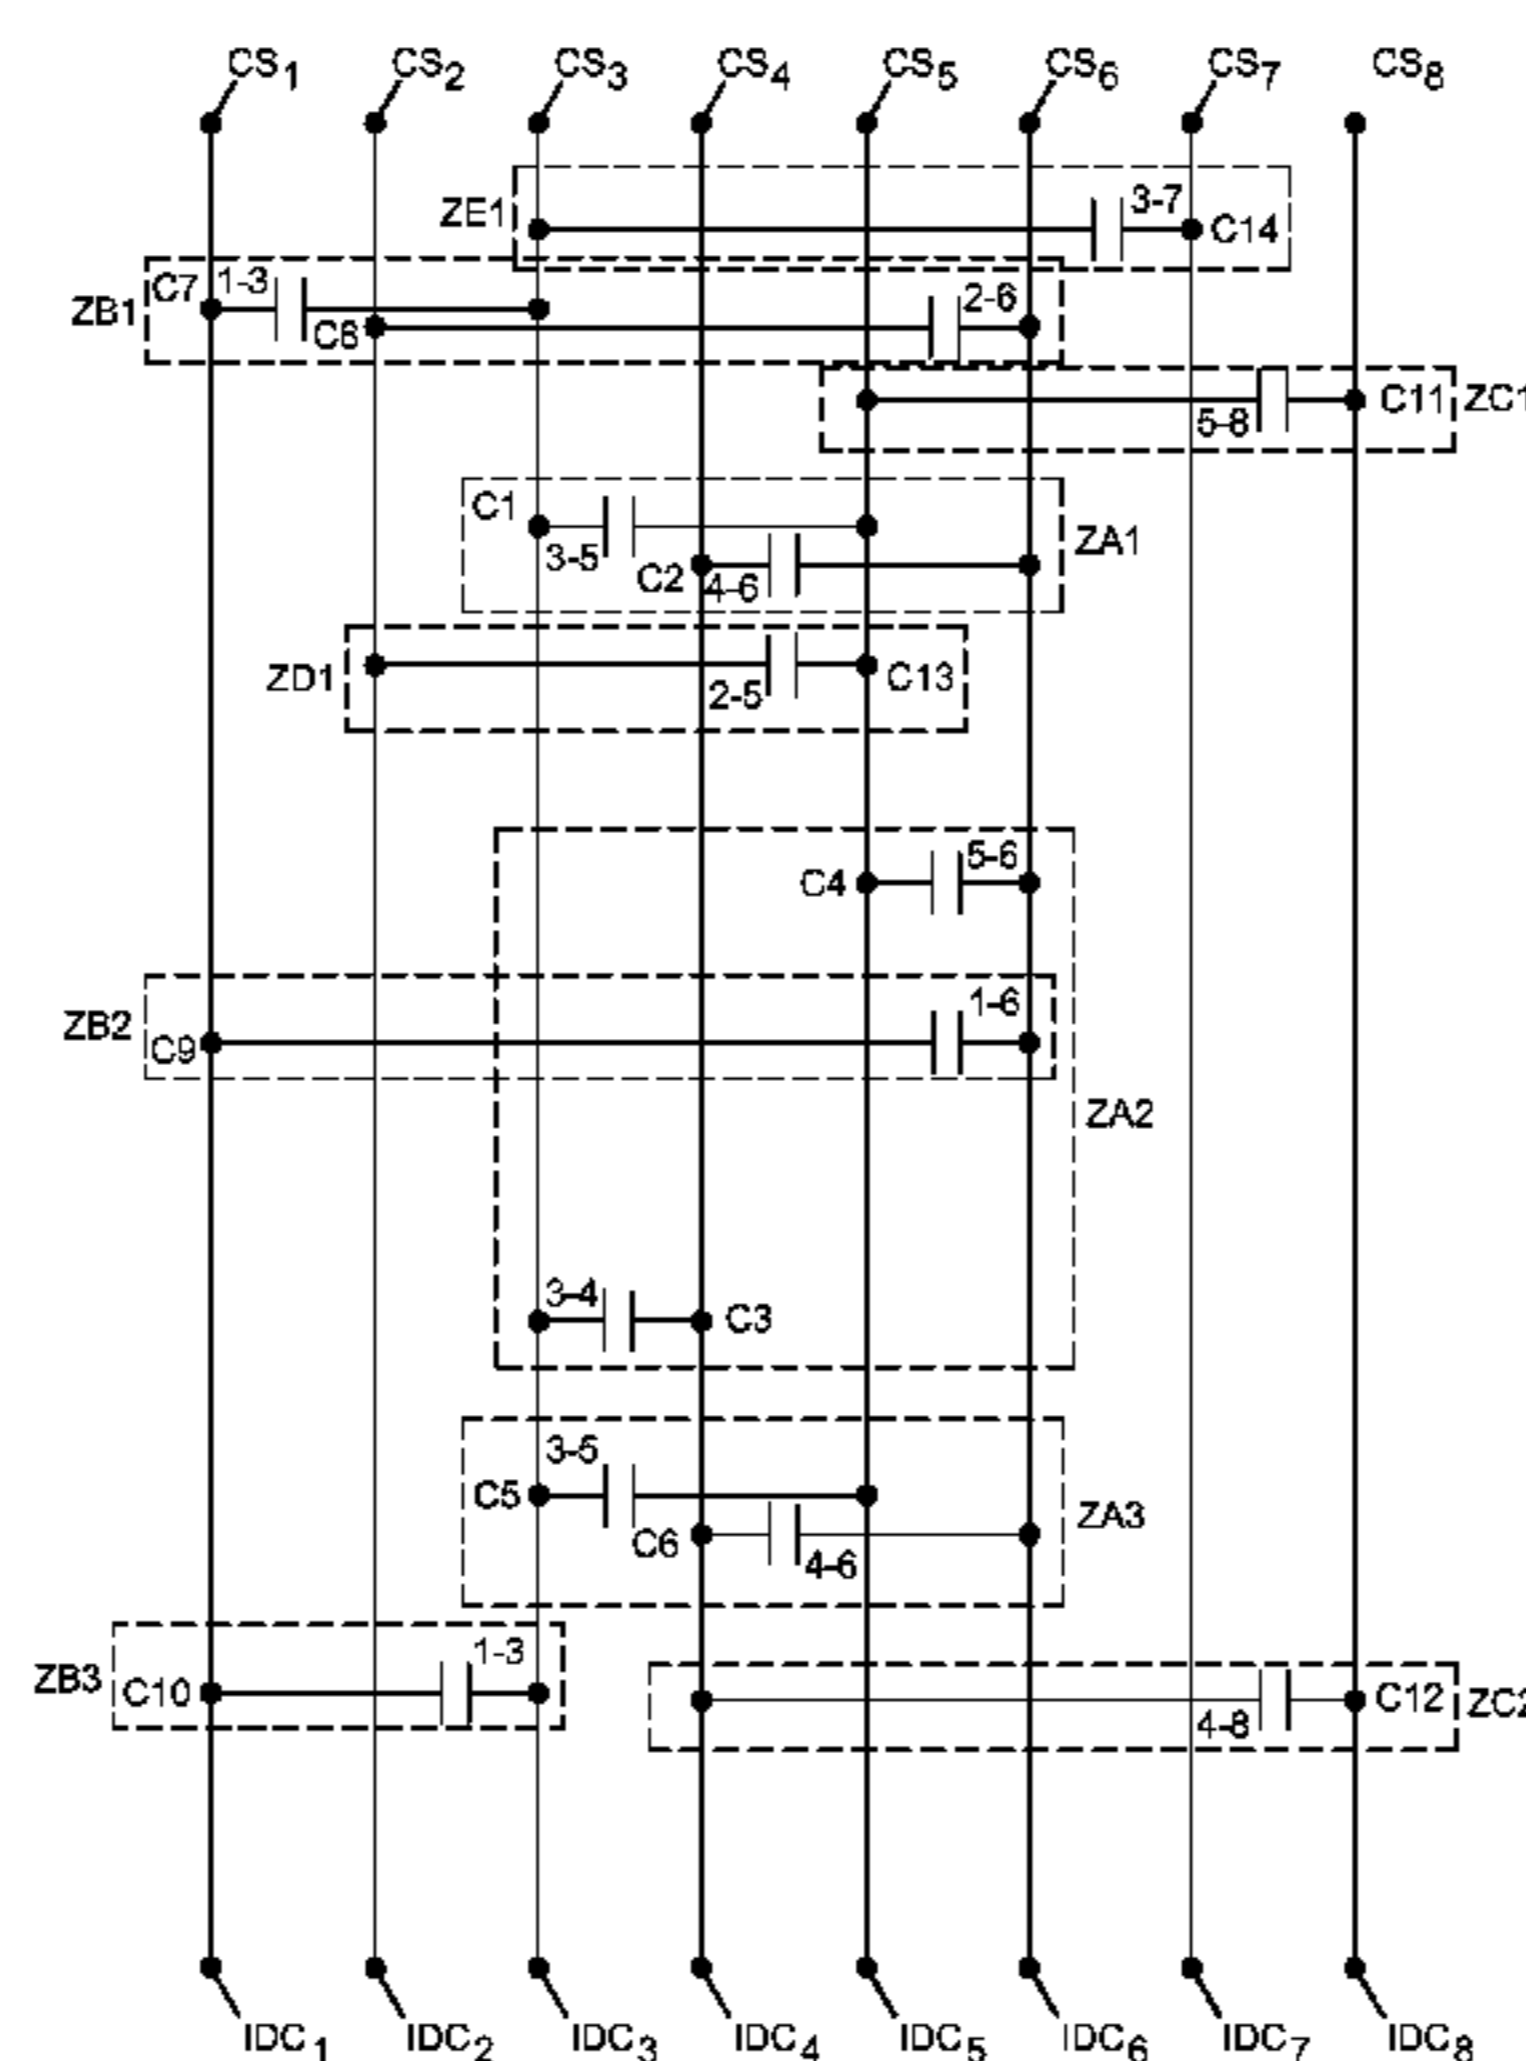 CS1 CS2 CS3 CS4 CS5 CS6 CS7 CS8
ZE1 3-7 C14
ZB1 C7 1-3 C8 2-6
5-8 C11 ZC1
C1 3-5 C2 4-6 ZA1
ZD1 2-5 C13
C4 5-6
ZB2 C9 1-6
ZA2
3-4 C3
3-5
C5 C6 4-6 ZA3
ZB3 C10 1-3
4-8 C12 ZC2
IDC1 IDC2 IDC3 IDC4 IDC5 IDC6 IDC7 IDC8